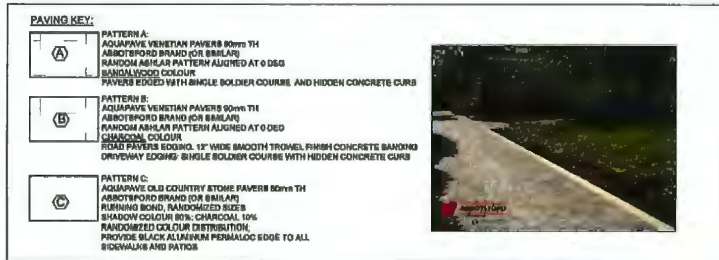 PAVING KEY:
A
PATTERN A:
AQUAPAVE VENETIAN PAVERS 80mm TH
ABBOTSFORD BRAND (OR SIMILAR)
RANDOM ASHLAR PATTERN ALIGNED AT 0 DEG
SANDALWOOD COLOUR
PAVERS EDGED WITH SINGLE SOLDIER COURSE AND HIDDEN CONCRETE CURB
B
PATTERN B:
AQUAPAVE VENETIAN PAVERS 80mm TH
ABBOTSFORD BRAND (OR SIMILAR)
RANDOM ASHLAR PATTERN ALIGNED AT 0 DEG
CHARCOAL COLOUR
ROAD PAVERS EDGING: 12" WIDE SMOOTH TROWEL FINISH CONCRETE BANDING
DRIVEWAY EDGING: SINGLE SOLDIER COURSE WITH HIDDEN CONCRETE CURB
C
PATTERN C:
AQUAPAVE OLD COUNTRY STONE PAVERS 80mm TH
ABBOTSFORD BRAND (OR SIMILAR)
RUNNING BOND, RANDOMIZED SIZES
SHADOW COLOUR 90%; CHARCOAL 10%
RANDOMIZED COLOUR DISTRIBUTION;
PROVIDE BLACK ALUMINUM PERMALOC EDGE TO ALL
SIDEWALKS AND PATIOS
ABBOTSFORD